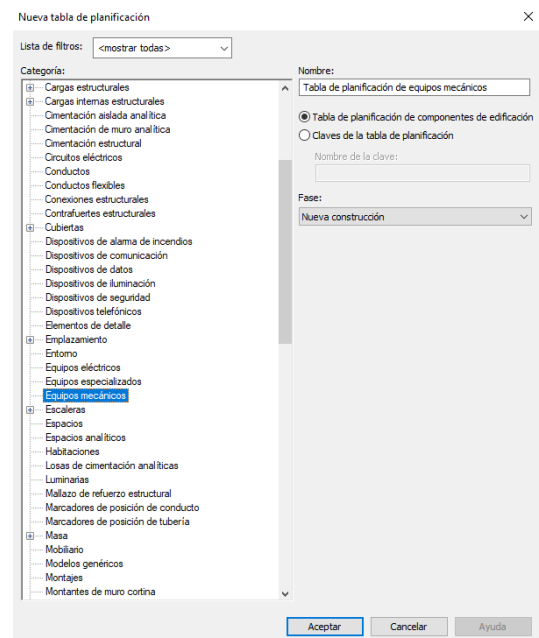 Nueva tabla de planificación
Lista de filtros: <mostrar todas>
Categoría:
Cargas estructurales
Cargas internas estructurales
Cimentación aislada analítica
Cimentación de muro analítica
Cimentación estructural
Circuitos eléctricos
Conductos
Conductos flexibles
Conexiones estructurales
Contrafuertes estructurales
Cubiertas
Dispositivos de alarma de incendios
Dispositivos de comunicación
Dispositivos de datos
Dispositivos de iluminación
Dispositivos de seguridad
Dispositivos telefónicos
Elementos de detalle
Emplazamiento
Entorno
Equipos eléctricos
Equipos especializados
Equipos mecánicos
Escaleras
Espacios
Espacios analíticos
Habitaciones
Losas de cimentación analíticas
Luminarias
Mallazo de refuerzo estructural
Marcadores de posición de conducto
Marcadores de posición de tubería
Masa
Mobiliario
Modelos genéricos
Montajes
Montantes de muro cortina
Nombre:
Tabla de planificación de equipos mecánicos
Tabla de planificación de componentes de edificación
Claves de la tabla de planificación
Nombre de la clave:
Fase:
Nueva construcción
Aceptar Cancelar Ayuda